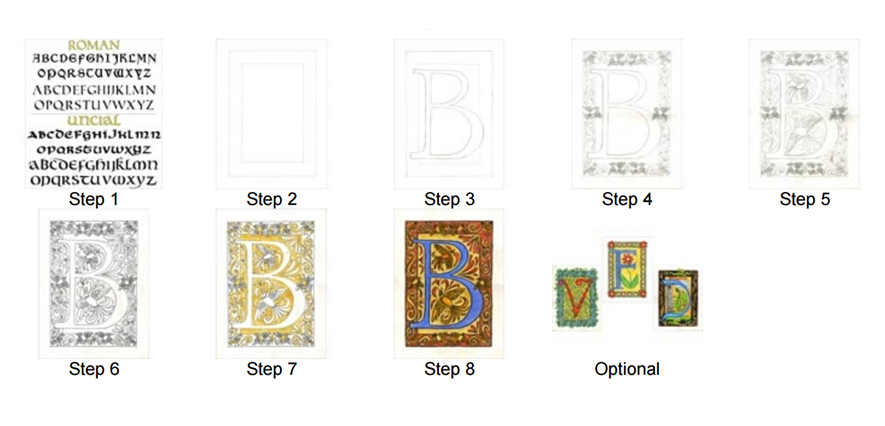 ROMAN
ABCDEFGHIJKLMN
OPQRSTUVWXYZ
ABCDEFGHIJKLMN
OPQRSTUVWXYZ
UNCIAL
ABCDEFGHIJKLMN
OPQRSTUVWXYZ
ABCDEFGHIJKLMN
OPQRSTUVWXYZ
B
B
B
Step 1
Step 2
Step 3
Step 4
Step 5
B
B
B
V
F
D
Step 6
Step 7
Step 8
Optional